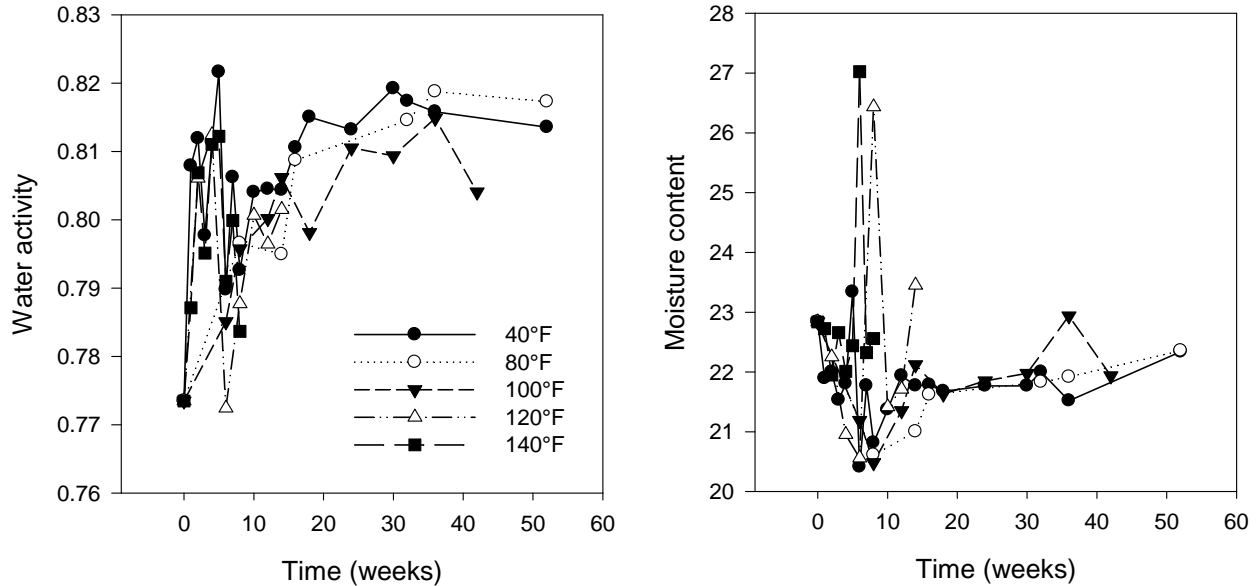 0.83
0.82
0.81
0.80
0.79
0.78
0.77
0.76
Water activity
0 10 20 30 40 50 60
Time (weeks)
40°F
80°F
100°F
120°F
140°F
28
27
26
25
24
23
22
21
20
Moisture content
0 10 20 30 40 50 60
Time (weeks)